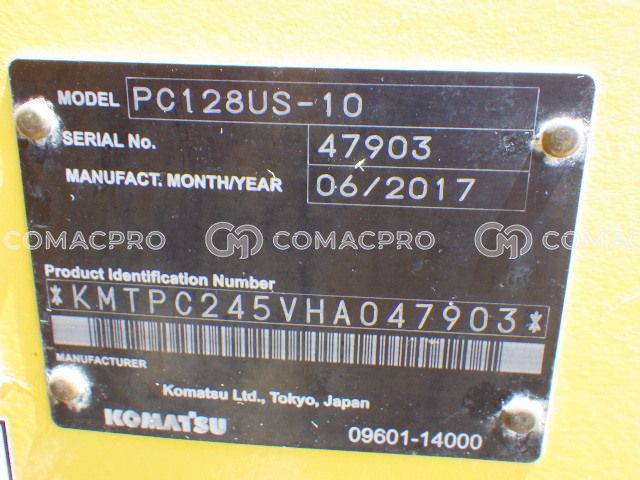 MODEL PC128US-10
SERIAL No. 47903
MANUFACT. MONTH/YEAR 06/2017
COMACPRO COMACPRO COMACPRO
Product Identification Number
*KMTPC245VHA047903*
MANUFACTURER
Komatsu Ltd., Tokyo, Japan
KOMATSU
09601-14000